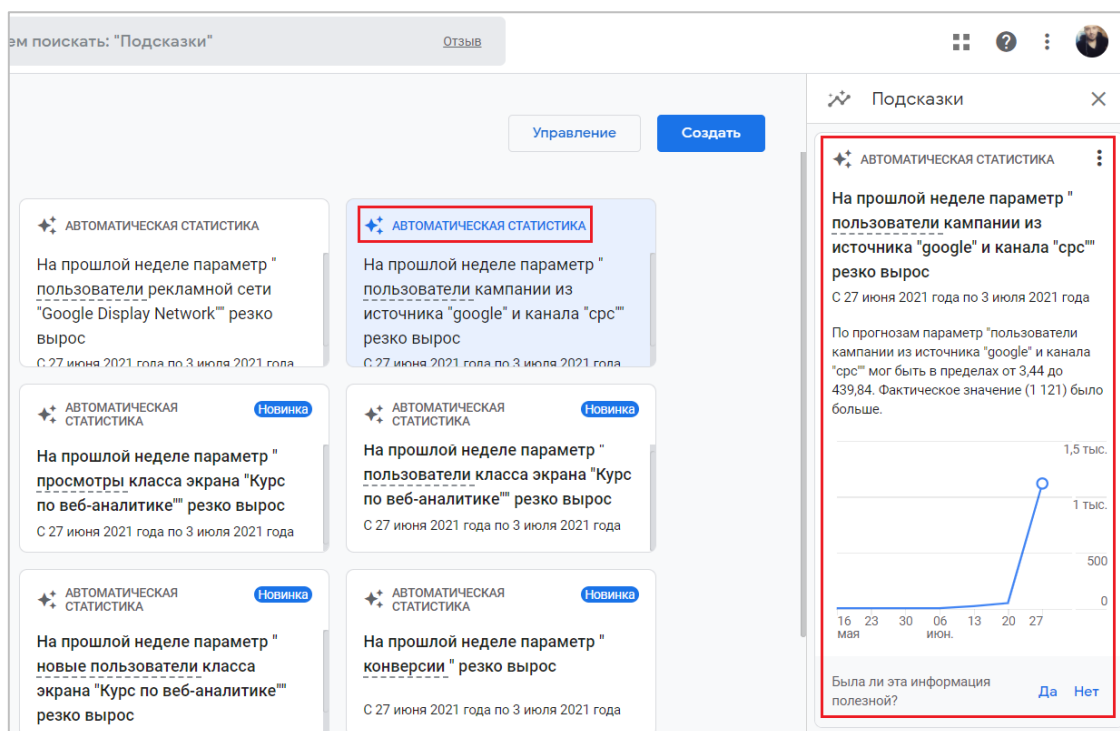 ем поискать: "Подсказки"
Отзыв
Управление
Создать
АВТОМАТИЧЕСКАЯ СТАТИСТИКА
На прошлой неделе параметр "
пользователи рекламной сети
"Google Display Network"" резко
вырос
С 27 июня 2021 года по 3 июля 2021 года
АВТОМАТИЧЕСКАЯ СТАТИСТИКА
На прошлой неделе параметр "
пользователи кампании из
источника "google" и канала "cpc""
резко вырос
С 27 июня 2021 года по 3 июля 2021 года
АВТОМАТИЧЕСКАЯ
СТАТИСТИКА
Новинка
На прошлой неделе параметр "
просмотры класса экрана "Курс
по веб-аналитике"" резко вырос
С 27 июня 2021 года по 3 июля 2021 года
АВТОМАТИЧЕСКАЯ
СТАТИСТИКА
Новинка
На прошлой неделе параметр "
пользователи класса экрана "Курс
по веб-аналитике"" резко вырос
С 27 июня 2021 года по 3 июля 2021 года
АВТОМАТИЧЕСКАЯ
СТАТИСТИКА
Новинка
На прошлой неделе параметр "
новые пользователи класса
экрана "Курс по веб-аналитике""
резко вырос
АВТОМАТИЧЕСКАЯ
СТАТИСТИКА
Новинка
На прошлой неделе параметр "
конверсии " резко вырос
С 27 июня 2021 года по 3 июля 2021 года
Подсказки
АВТОМАТИЧЕСКАЯ СТАТИСТИКА
На прошлой неделе параметр "
пользователи кампании из
источника "google" и канала "cpc""
резко вырос
С 27 июня 2021 года по 3 июля 2021 года
По прогнозам параметр "пользователи
кампании из источника "google" и канала
"cpc"" мог быть в пределах от 3,44 до
439,84. Фактическое значение (1 121) было
больше.
1,5 тыс.
1 тыс.
500
0
16 23 30 06 13 20 27
мая июн.
Была ли эта информация
полезной?
Да Нет